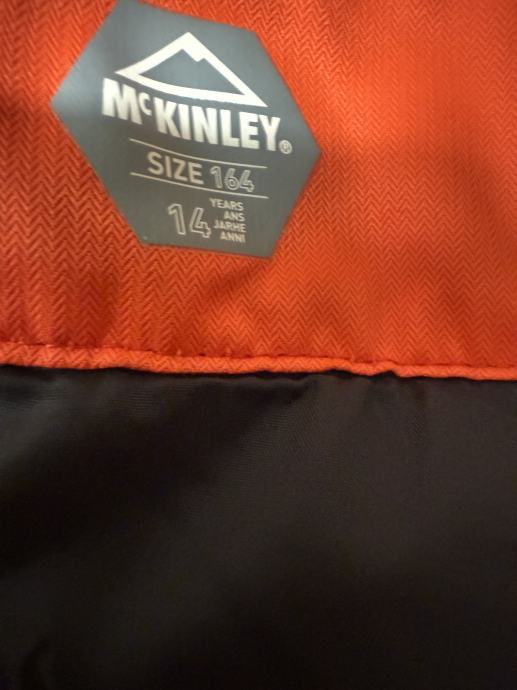 McKINLEY®
SIZE 164
14 YEARS
ANS
JARHE
ANNI